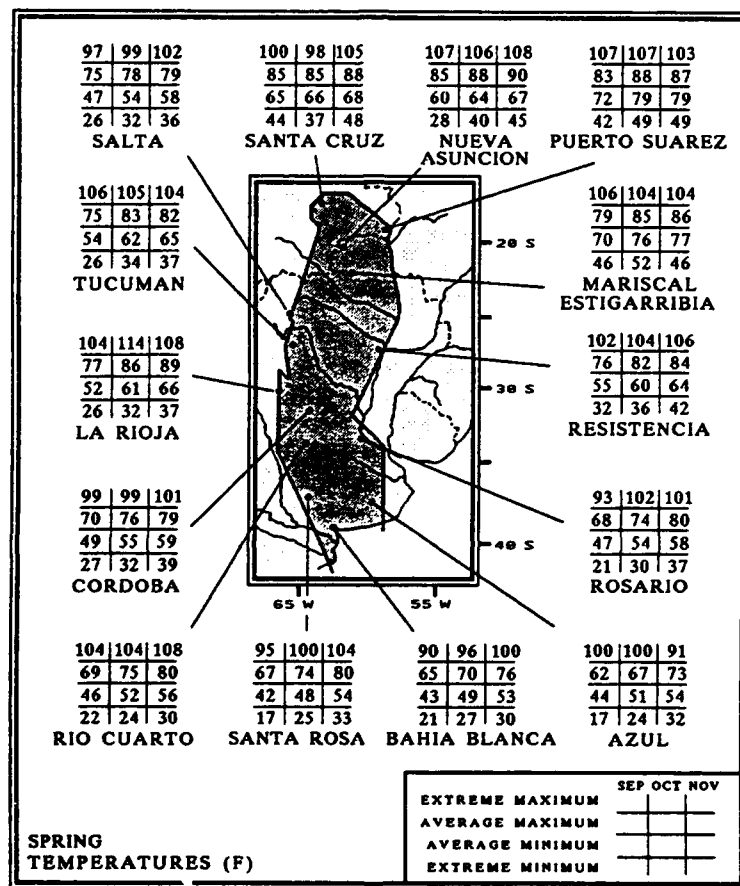 97 | 99 | 102
75 | 78 | 79
47 | 54 | 58
26 | 32 | 36
SALTA
100 | 98 | 105
85 | 85 | 88
65 | 66 | 68
44 | 37 | 48
SANTA CRUZ
107 | 106 | 108
85 | 88 | 90
60 | 64 | 67
28 | 40 | 45
NUEVA
ASUNCION
107 | 107 | 103
83 | 88 | 87
72 | 79 | 79
42 | 49 | 49
PUERTO SUAREZ
106 | 105 | 104
75 | 83 | 82
54 | 62 | 65
26 | 34 | 37
TUCUMAN
106 | 104 | 104
79 | 85 | 86
70 | 76 | 77
46 | 52 | 46
MARISCAL
ESTIGARRIBIA
20 S
104 | 114 | 108
77 | 86 | 89
52 | 61 | 66
26 | 32 | 37
LA RIOJA
102 | 104 | 106
76 | 82 | 84
55 | 60 | 64
32 | 36 | 42
RESISTENCIA
30 S
99 | 99 | 101
70 | 76 | 79
49 | 55 | 59
27 | 32 | 39
CORDOBA
93 | 102 | 101
68 | 74 | 80
47 | 54 | 58
21 | 30 | 37
ROSARIO
40 S
65 W
55 W
104 | 104 | 108
69 | 75 | 80
46 | 52 | 56
22 | 24 | 30
RIO CUARTO
95 | 100 | 104
67 | 74 | 80
42 | 48 | 54
17 | 25 | 33
SANTA ROSA
90 | 96 | 100
65 | 70 | 76
43 | 49 | 53
21 | 27 | 30
BAHIA BLANCA
100 | 100 | 91
62 | 67 | 73
44 | 51 | 54
17 | 24 | 32
AZUL
SPRING
TEMPERATURES (F)
SEP OCT NOV
EXTREME MAXIMUM
AVERAGE MAXIMUM
AVERAGE MINIMUM
EXTREME MINIMUM